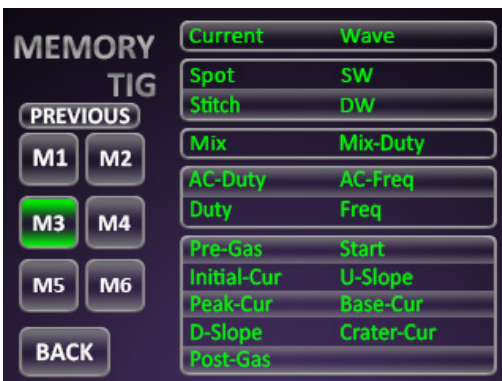 MEMORY
TIG
PREVIOUS
M1 M2
M3 M4
M5 M6
BACK
Current Wave
Spot SW
Stitch DW
Mix Mix-Duty
AC-Duty AC-Freq
Duty Freq
Pre-Gas Start
Initial-Cur U-Slope
Peak-Cur Base-Cur
D-Slope Crater-Cur
Post-Gas